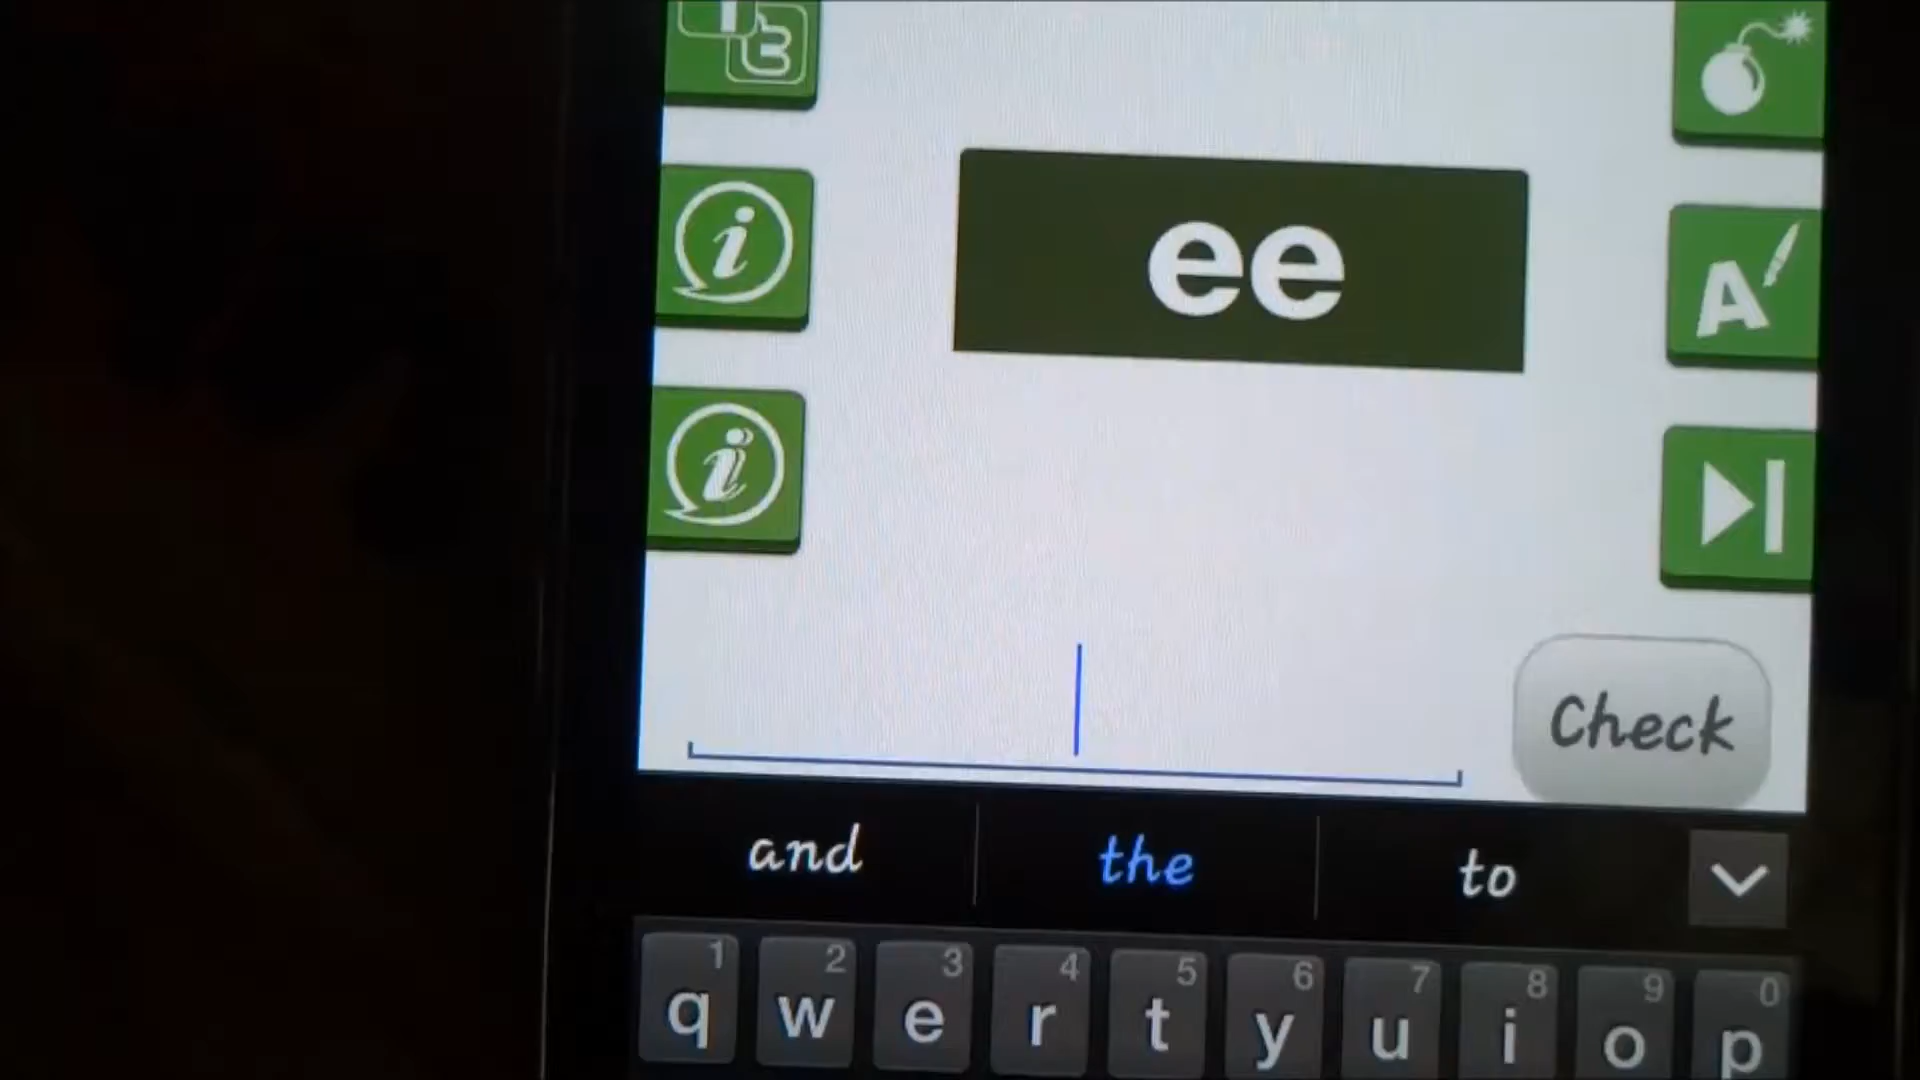 ee
Check
and the to
1 2 3 4 5 6 7 8 9 0
q w e r t y u i o p
A
i
i
t